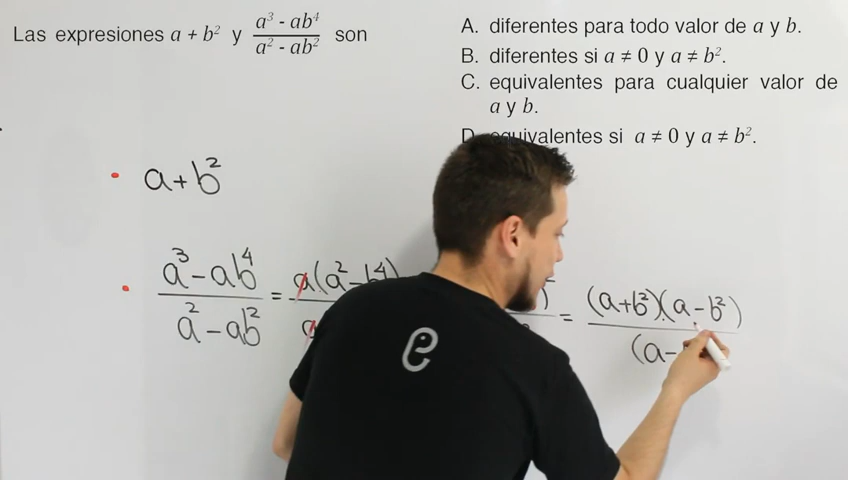 Las expresiones a + b² y (a³ - ab⁴)/(a² - ab²) son
A. diferentes para todo valor de a y b.
B. diferentes si a ≠ 0 y a ≠ b².
C. equivalentes para cualquier valor de
a y b.
equivalentes si a ≠ 0 y a ≠ b².
• a+b²
• (a³-ab⁴)/(a²-ab²) = a(a²-b⁴) = (a+b²)(a-b²)
(a-